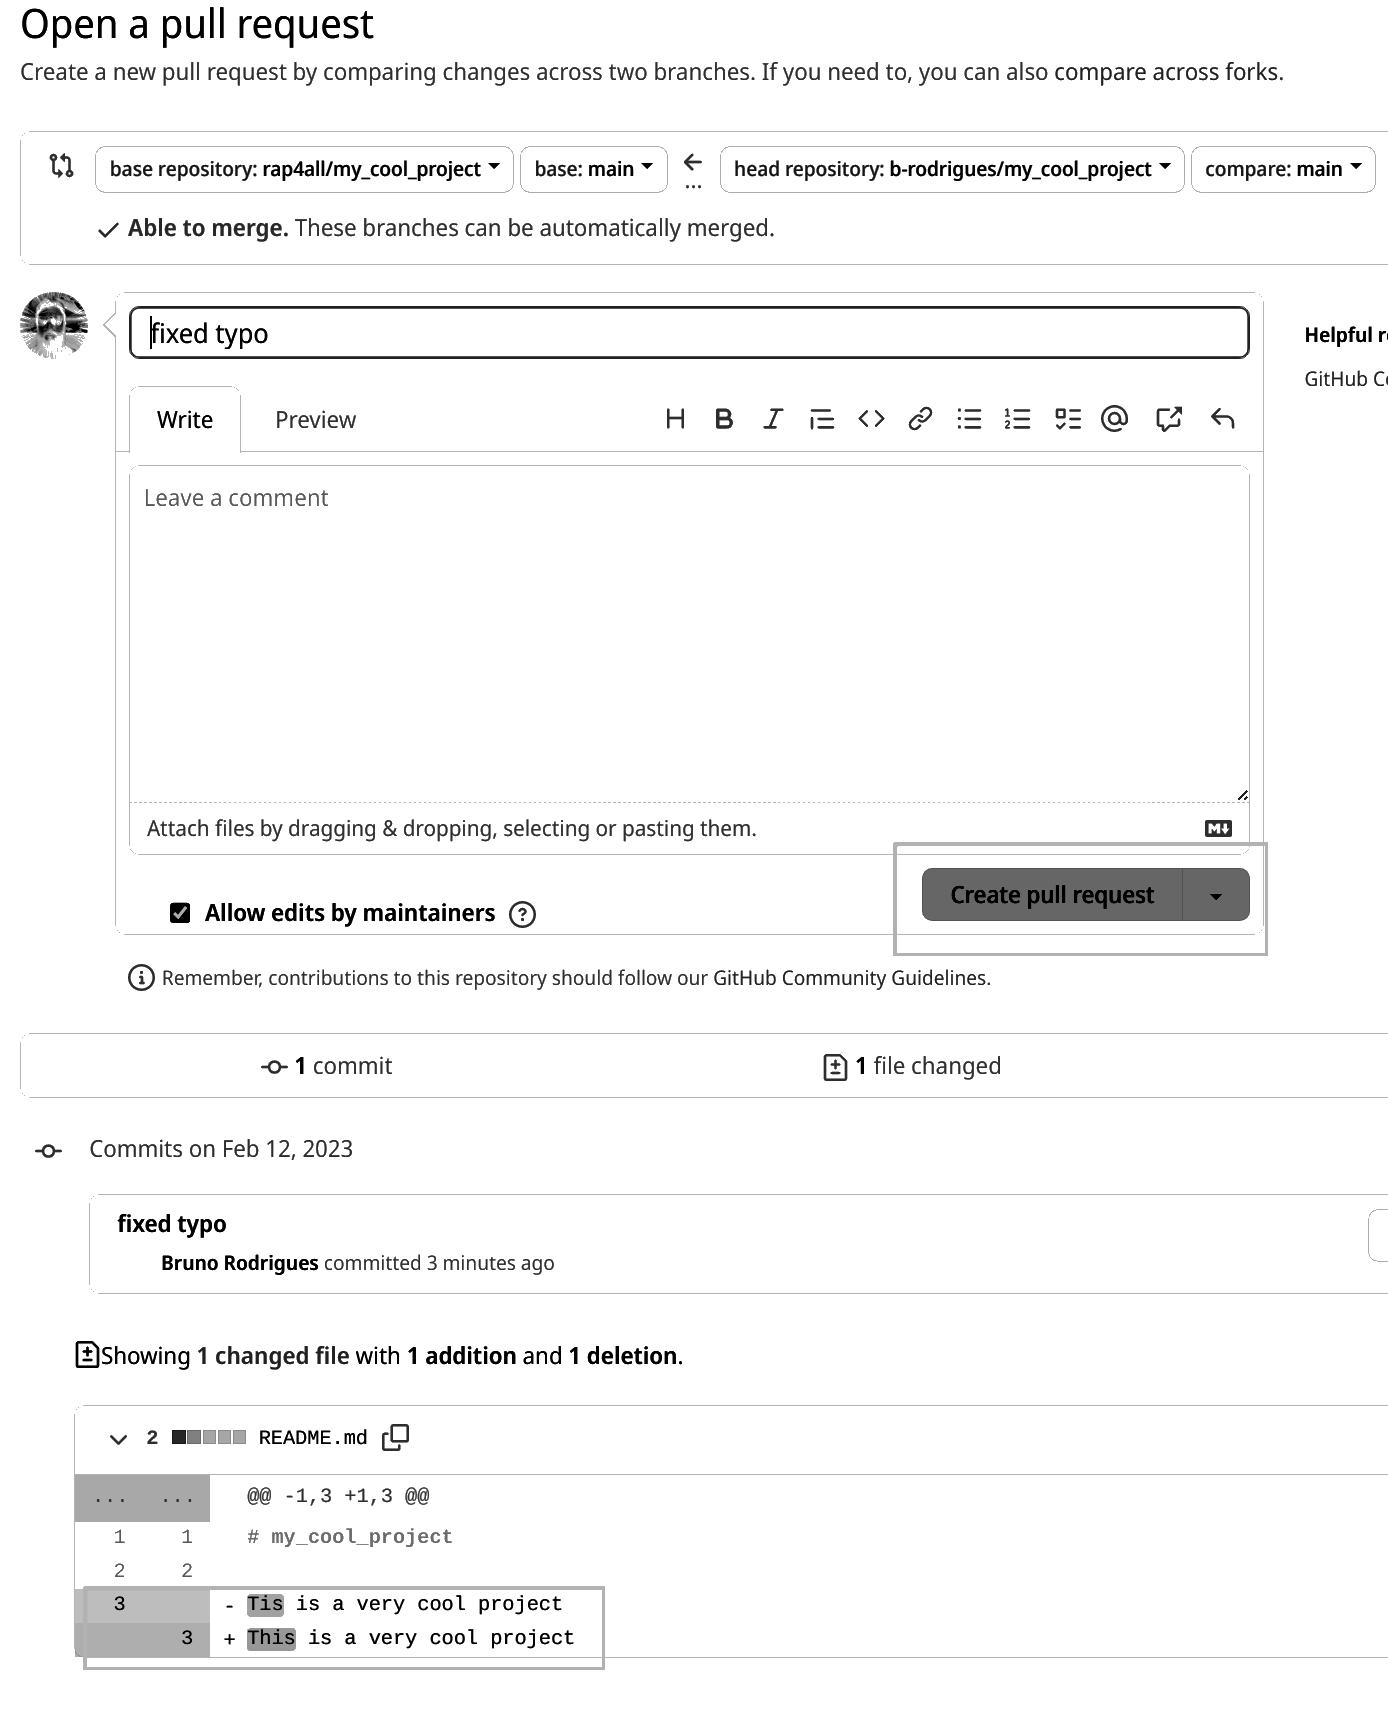 Open a pull request
Create a new pull request by comparing changes across two branches. If you need to, you can also compare across forks.
base repository: rap4all/my_cool_project base: main ... head repository: b-rodrigues/my_cool_project compare: main
Able to merge. These branches can be automatically merged.
fixed typo
Helpful
Write Preview
GitHub
Leave a comment
Attach files by dragging & dropping, selecting or pasting them.
Create pull request
Allow edits by maintainers
Remember, contributions to this repository should follow our GitHub Community Guidelines.
1 commit 1 file changed
Commits on Feb 12, 2023
fixed typo
Bruno Rodrigues committed 3 minutes ago
Showing 1 changed file with 1 addition and 1 deletion.
2 README.md
... ... @@ -1,3 +1,3 @@
1 1 # my_cool_project
2 2
3 - Tis is a very cool project
3 + This is a very cool project